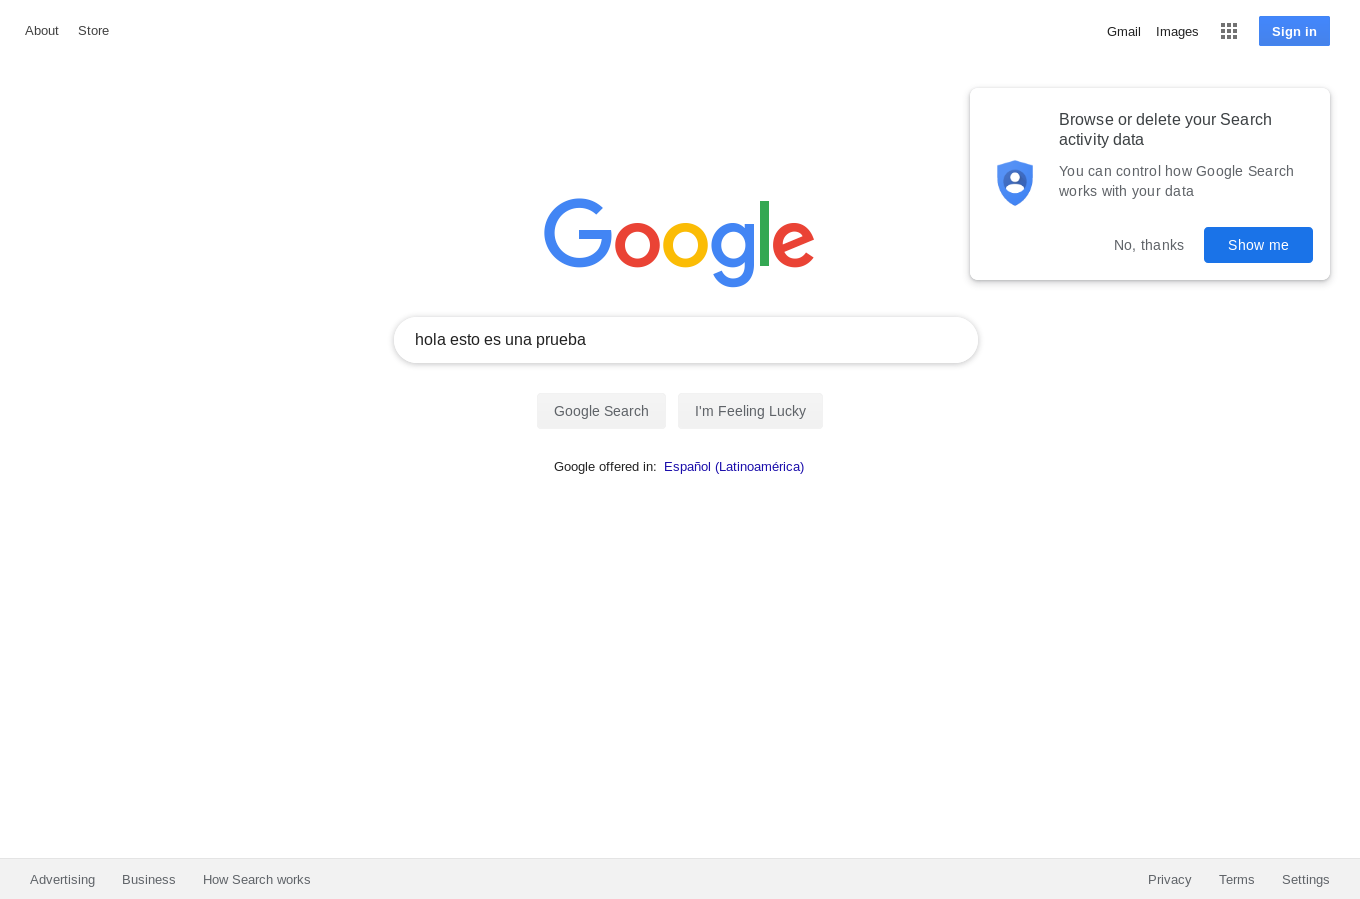 About Store
Gmail Images Sign in
Browse or delete your Search
activity data
You can control how Google Search
works with your data
No, thanks Show me
Google
hola esto es una prueba
Google Search I'm Feeling Lucky
Google offered in: Español (Latinoamérica)
Advertising Business How Search works
Privacy Terms Settings